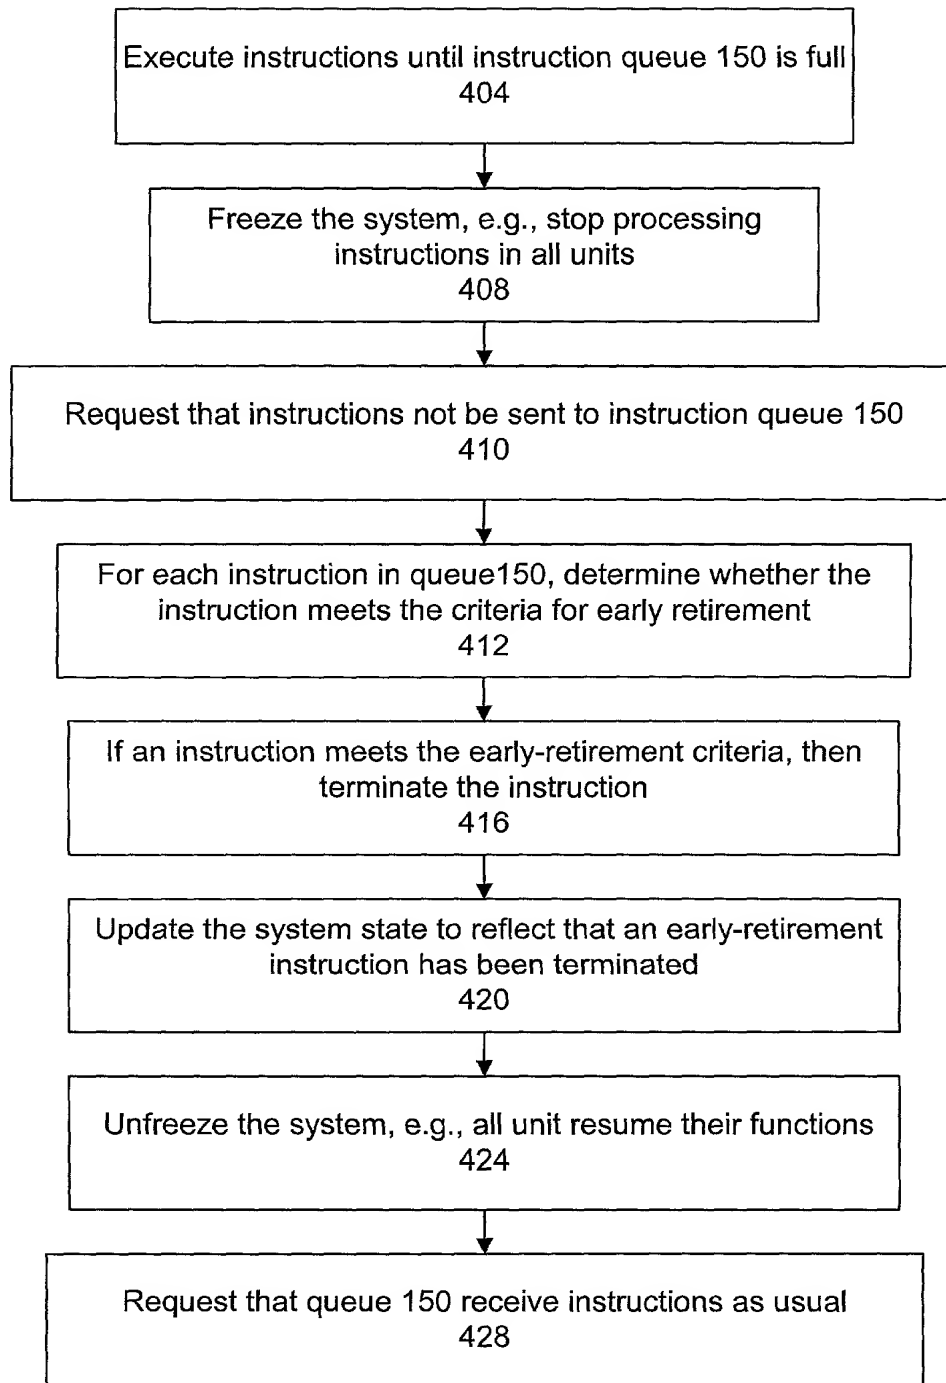 Execute instructions until instruction queue 150 is full
404
Freeze the system, e.g., stop processing
instructions in all units
408
Request that instructions not be sent to instruction queue 150
410
For each instruction in queue150, determine whether the
instruction meets the criteria for early retirement
412
If an instruction meets the early-retirement criteria, then
terminate the instruction
416
Update the system state to reflect that an early-retirement
instruction has been terminated
420
Unfreeze the system, e.g., all unit resume their functions
424
Request that queue 150 receive instructions as usual
428